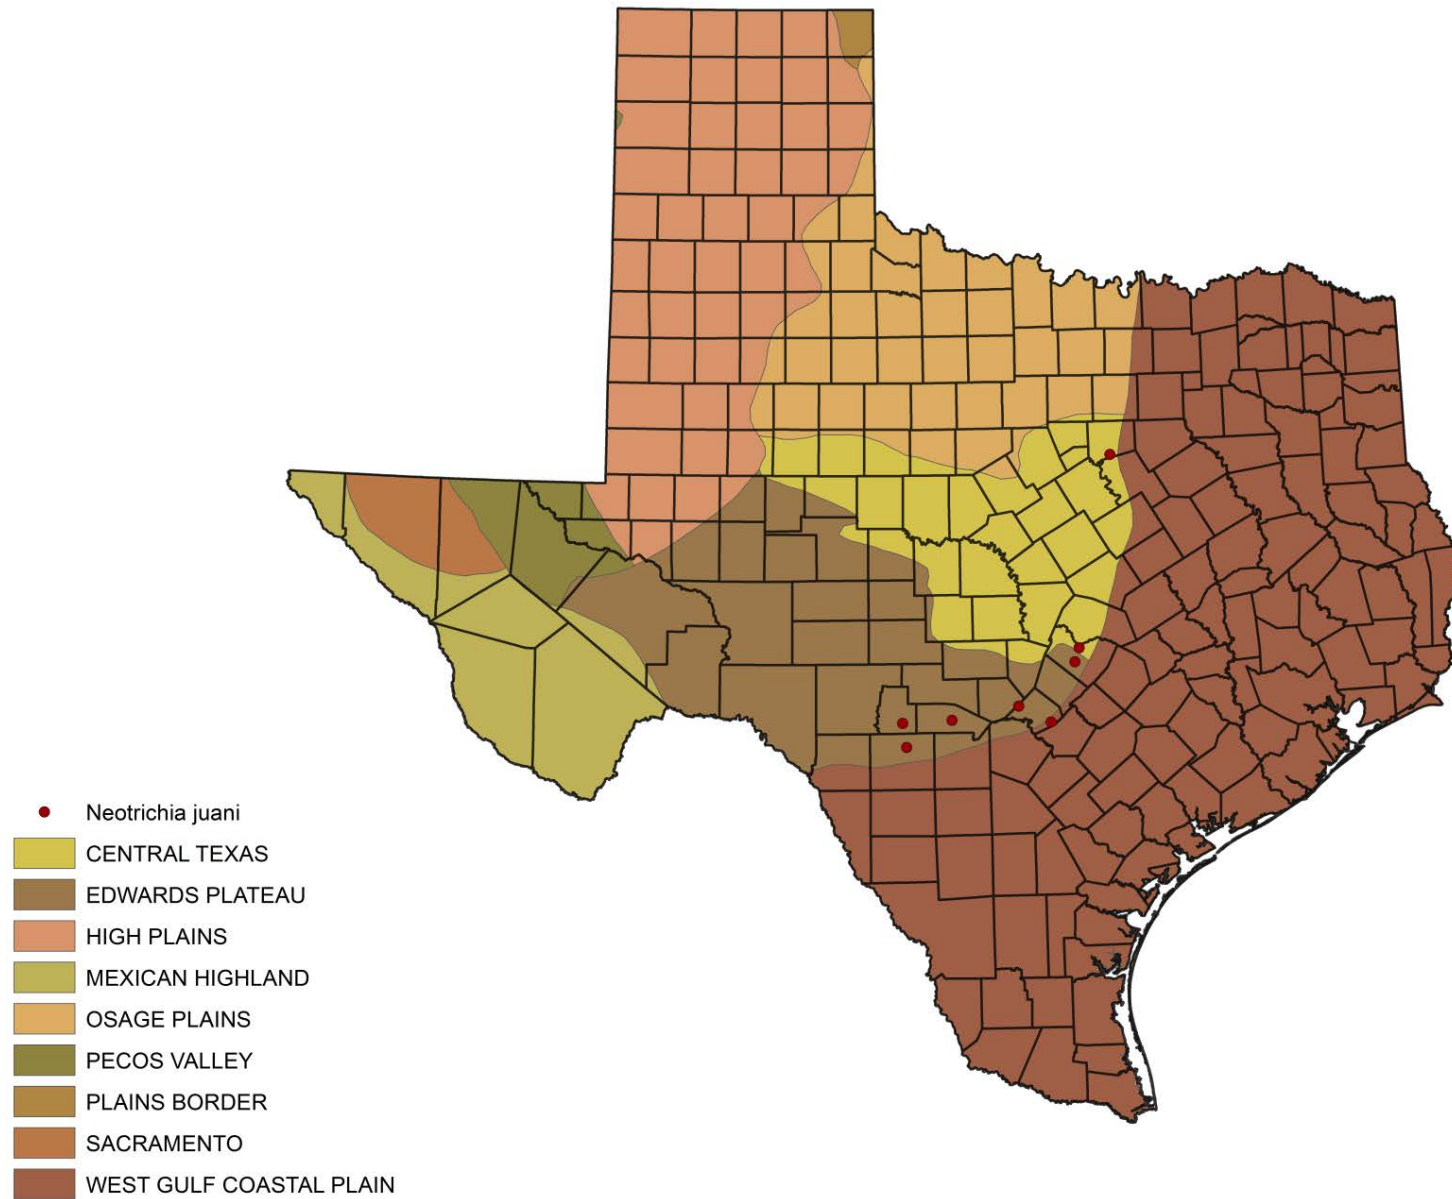 Neotrichia juani
CENTRAL TEXAS
EDWARDS PLATEAU
HIGH PLAINS
MEXICAN HIGHLAND
OSAGE PLAINS
PECOS VALLEY
PLAINS BORDER
SACRAMENTO
WEST GULF COASTAL PLAIN